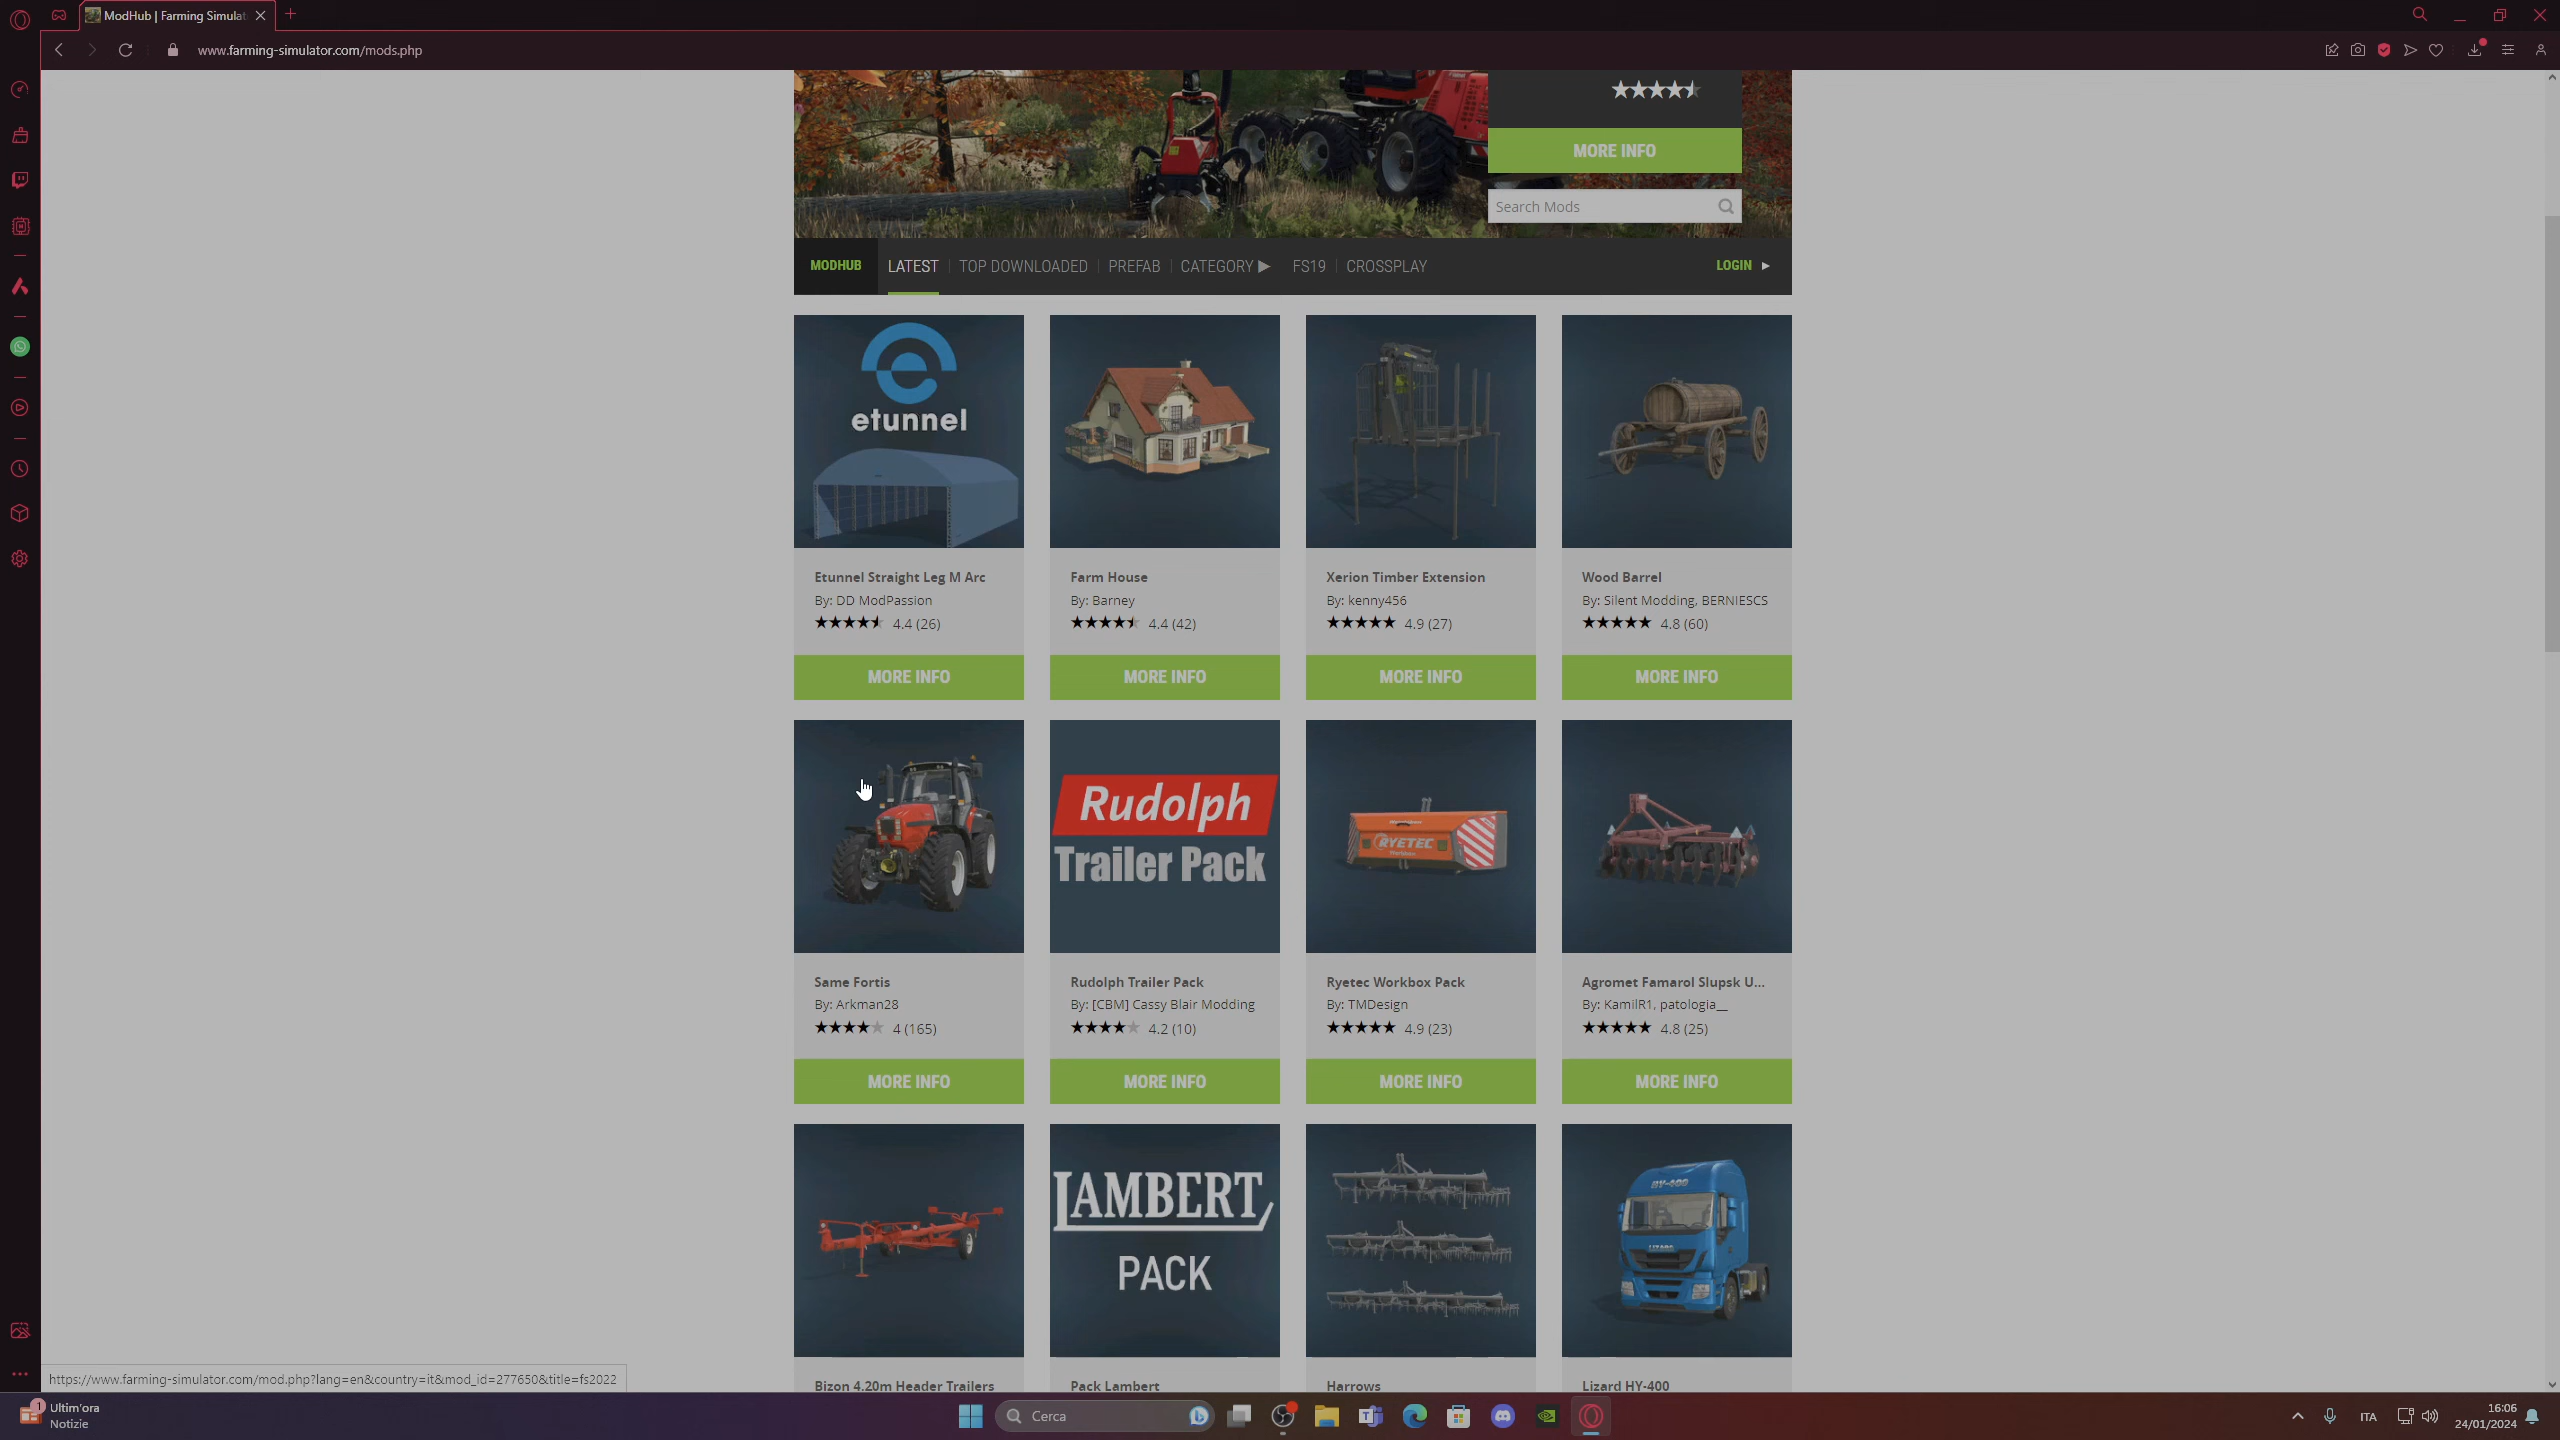 ModHub | Farming Simulat
www.farming-simulator.com/mods.php
MORE INFO
Search Mods
MODHUB
LATEST
TOP DOWNLOADED
PREFAB
CATEGORY ▶
FS19
CROSSPLAY
LOGIN ▶
etunnel
Etunnel Straight Leg M Arc
By: DD ModPassion
4.4 (26)
MORE INFO
Farm House
By: Barney
4.4 (42)
MORE INFO
Xerion Timber Extension
By: kenny456
4.9 (27)
MORE INFO
Wood Barrel
By: Silent Modding, BERNIESCS
4.8 (60)
MORE INFO
Same Fortis
By: Arkman28
4 (165)
MORE INFO
Rudolph
Trailer Pack
Rudolph Trailer Pack
By: [CBM] Cassy Blair Modding
4.2 (10)
MORE INFO
RYETEC
Ryetec Workbox Pack
By: TMDesign
4.9 (23)
MORE INFO
Agromet Famarol Slupsk U...
By: KamilR1, patologia__
4.8 (25)
MORE INFO
Bizon 4.20m Header Trailers
LAMBERT
PACK
Pack Lambert
Harrows
HY-400
LIZARD
Lizard HY-400
https://www.farming-simulator.com/mod.php?lang=en&country=it&mod_id=277650&title=fs2022
1
Ultim'ora
Notizie
Cerca
ITA
16:06
24/01/2024